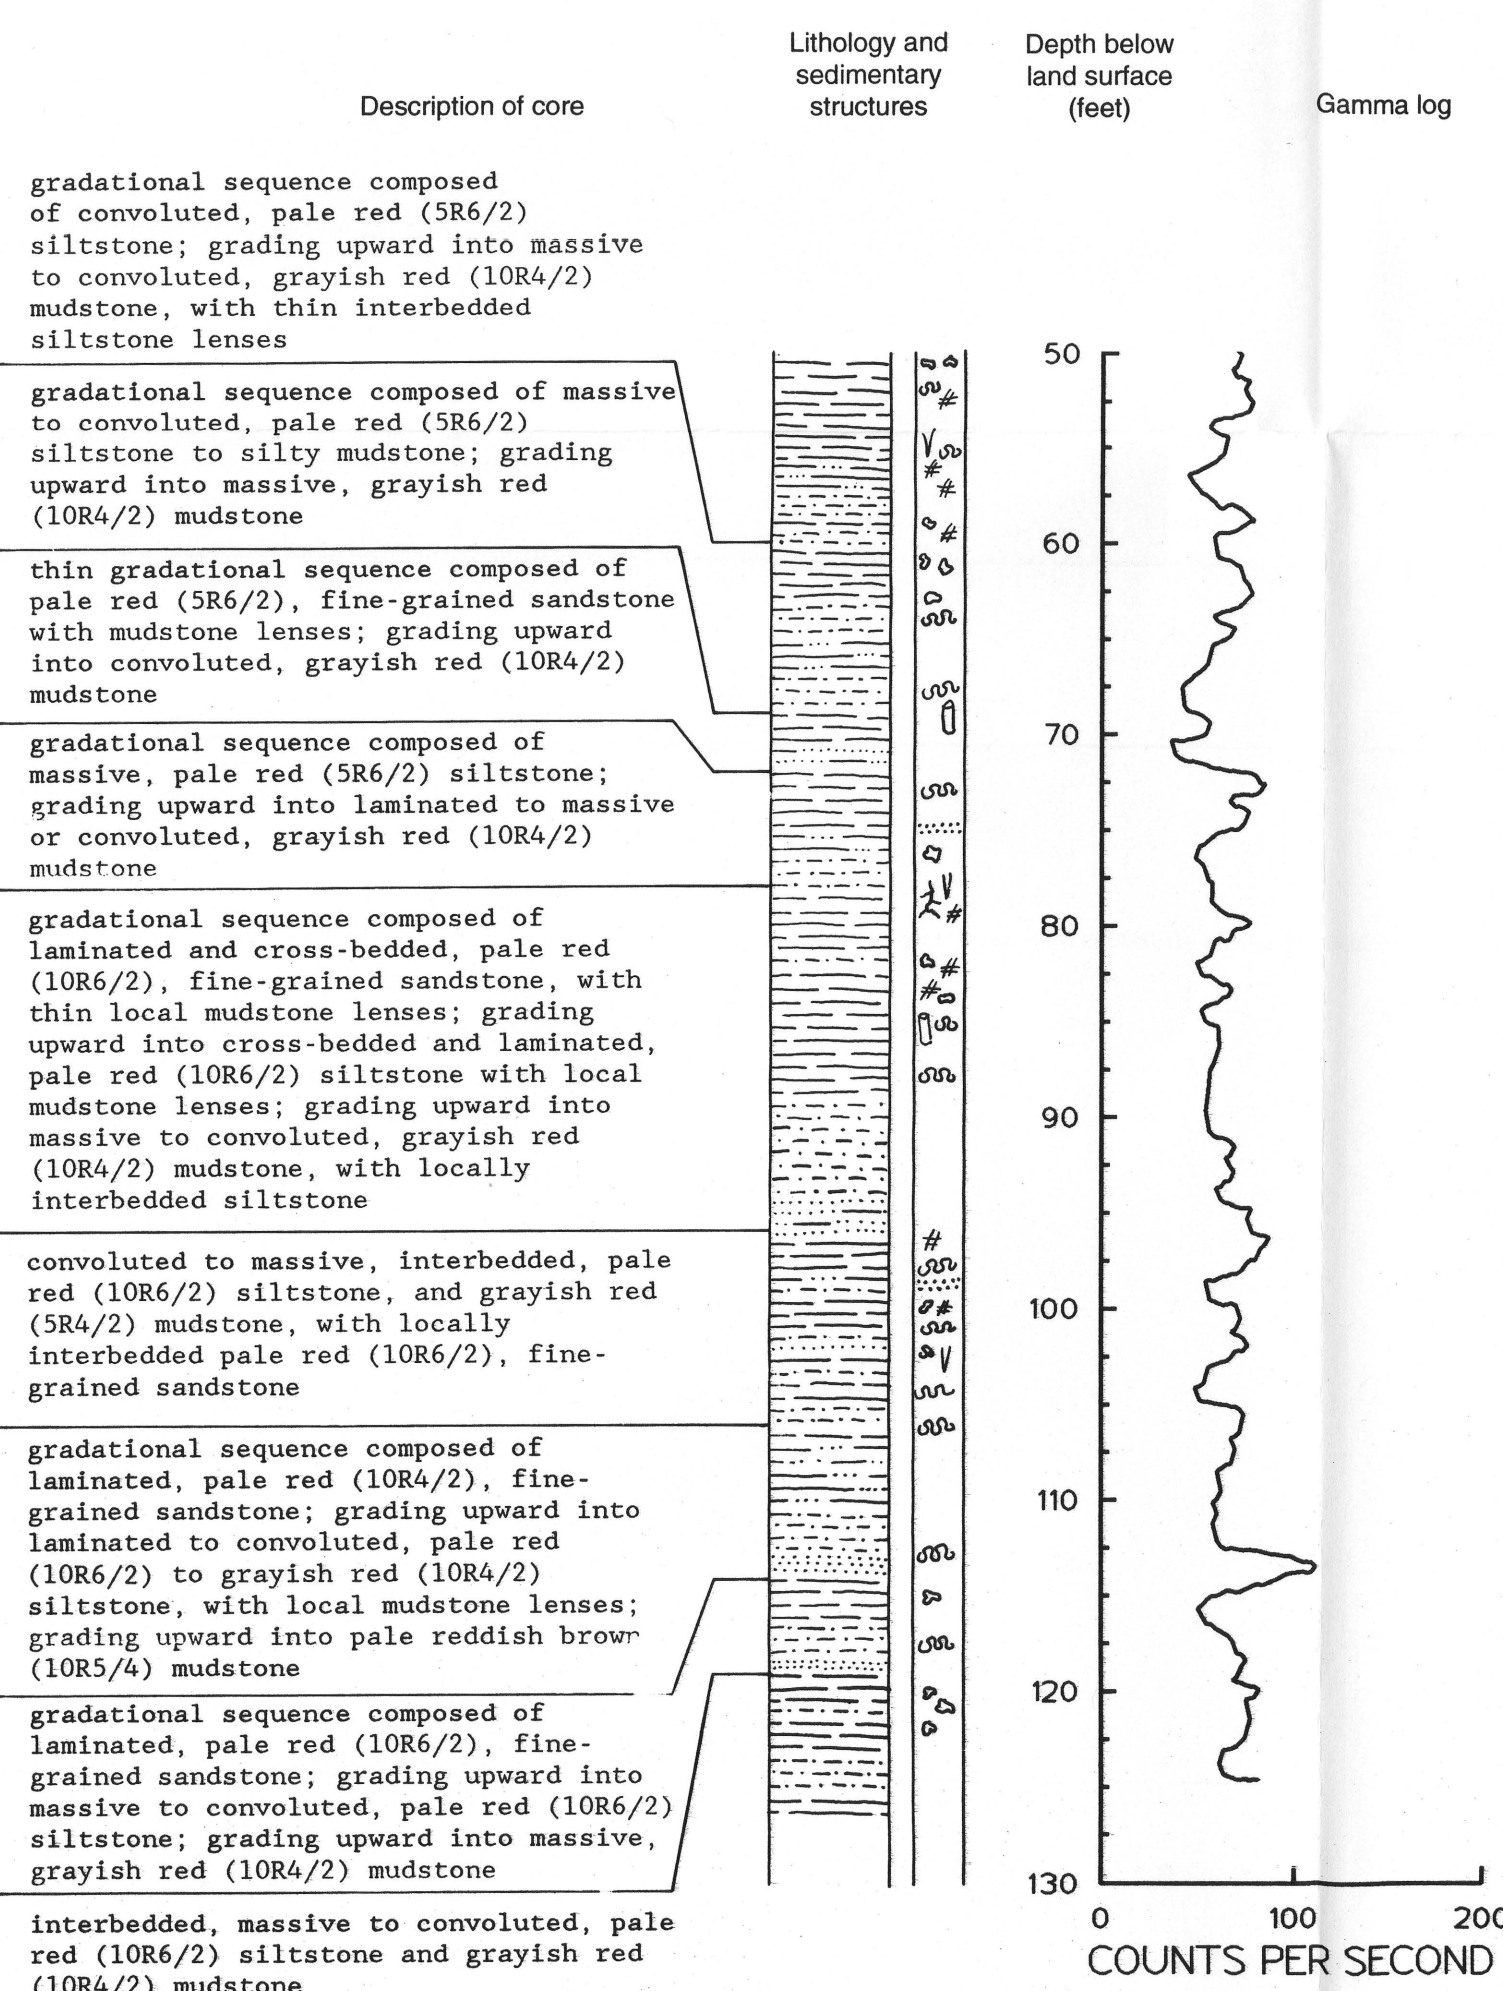 Description of core
Lithology and
sedimentary
structures
Depth below
land surface
(feet)
Gamma log
gradational sequence composed
of convoluted, pale red (5R6/2)
siltstone; grading upward into massive
to convoluted, grayish red (10R4/2)
mudstone, with thin interbedded
siltstone lenses
gradational sequence composed of massive
to convoluted, pale red (5R6/2)
siltstone to silty mudstone; grading
upward into massive, grayish red
(10R4/2) mudstone
thin gradational sequence composed of
pale red (5R6/2), fine-grained sandstone
with mudstone lenses; grading upward
into convoluted, grayish red (10R4/2)
mudstone
gradational sequence composed of
massive, pale red (5R6/2) siltstone;
grading upward into laminated to massive
or convoluted, grayish red (10R4/2)
mudstone
gradational sequence composed of
laminated and cross-bedded, pale red
(10R6/2), fine-grained sandstone, with
thin local mudstone lenses; grading
upward into cross-bedded and laminated,
pale red (10R6/2) siltstone with local
mudstone lenses; grading upward into
massive to convoluted, grayish red
(10R4/2) mudstone, with locally
interbedded siltstone
convoluted to massive, interbedded, pale
red (10R6/2) siltstone, and grayish red
(5R4/2) mudstone, with locally
interbedded pale red (10R6/2), fine-
grained sandstone
gradational sequence composed of
laminated, pale red (10R4/2), fine-
grained sandstone; grading upward into
laminated to convoluted, pale red
(10R6/2) to grayish red (10R4/2)
siltstone, with local mudstone lenses;
grading upward into pale reddish brown
(10R5/4) mudstone
gradational sequence composed of
laminated, pale red (10R6/2), fine-
grained sandstone; grading upward into
massive to convoluted, pale red (10R6/2)
siltstone; grading upward into massive,
grayish red (10R4/2) mudstone
interbedded, massive to convoluted, pale
red (10R6/2) siltstone and grayish red
(10R4/2) mudstone
50
60
70
80
90
100
110
120
130
0 100 200
COUNTS PER SECOND